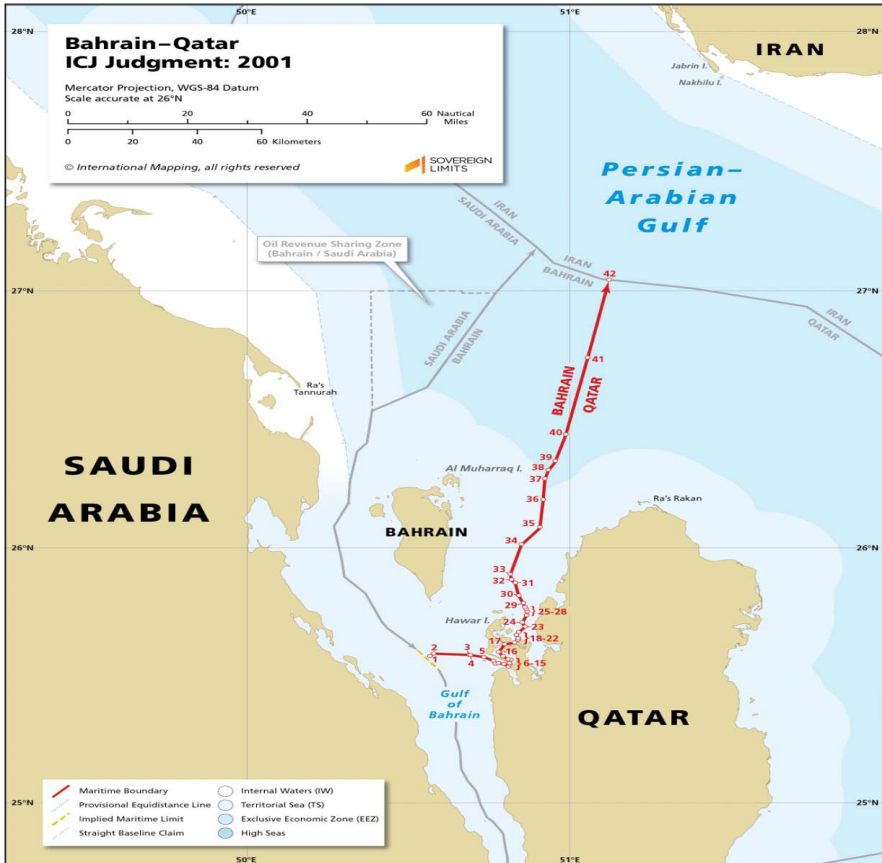 50°E
51°E
28°N
28°N
Bahrain–Qatar
ICJ Judgment: 2001
Mercator Projection, WGS-84 Datum
Scale accurate at 26°N
0 20 40 60 Nautical
Miles
0 20 40 60 Kilometers
© International Mapping, all rights reserved
SOVEREIGN
LIMITS
IRAN
Jabrin I.
Nakhilu I.
Persian–
Arabian
Gulf
IRAN
SAUDI ARABIA
Oil Revenue Sharing Zone
(Bahrain / Saudi Arabia)
IRAN
BAHRAIN
42
27°N
27°N
IRAN
QATAR
SAUDI ARABIA
BAHRAIN
41
BAHRAIN
QATAR
Ra's
Tannurah
40
39
38
37
Al Muharraq I.
SAUDI
ARABIA
36
Ra's Rakan
35
BAHRAIN
34
26°N
26°N
33
32
31
30
29
25-28
Hawar I.
24
23
18-22
17
2
3
5
16
1
4
6-15
Gulf
of
Bahrain
QATAR
Maritime Boundary
Provisional Equidistance Line
Implied Maritime Limit
Straight Baseline Claim
Internal Waters (IW)
Territorial Sea (TS)
Exclusive Economic Zone (EEZ)
High Seas
25°N
25°N
50°E
51°E